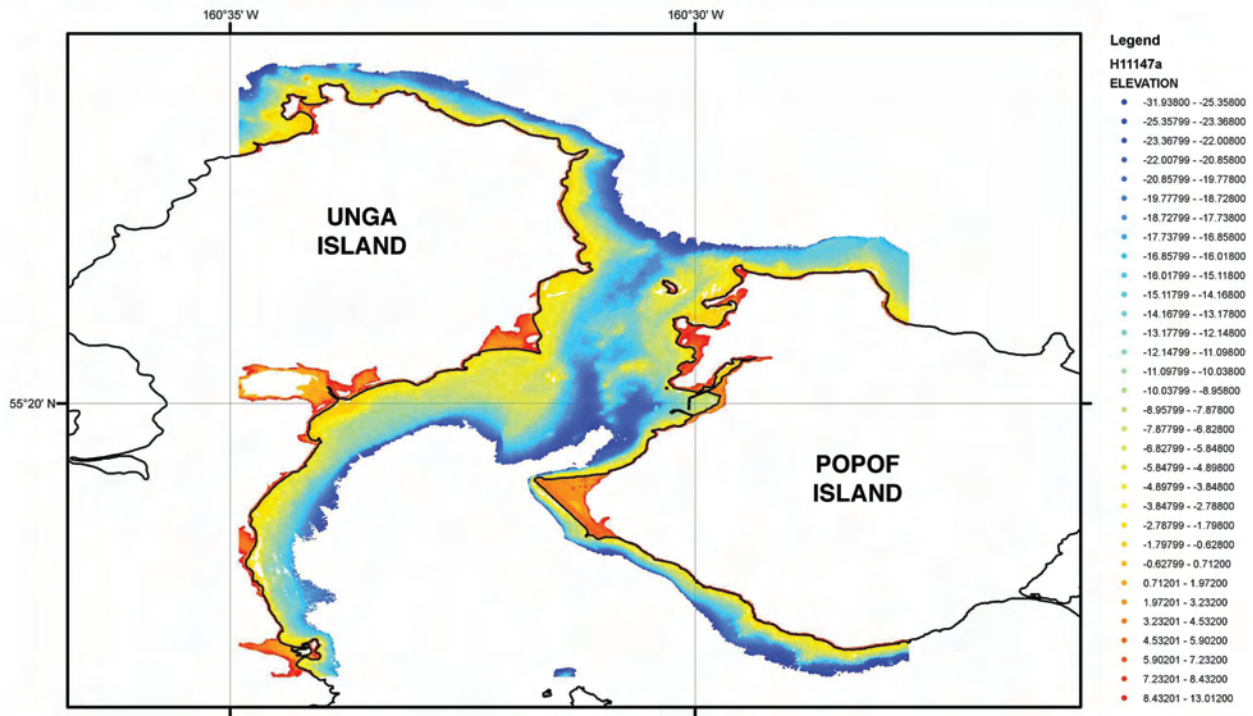 160°35' W
160°30' W
55°20' N
UNGA
ISLAND
POPOF
ISLAND
Legend
H11147a
ELEVATION
-31.93800 - -25.35800
-25.35799 - -23.36800
-23.36799 - -22.00800
-22.00799 - -20.85800
-20.85799 - -19.77800
-19.77799 - -18.72800
-18.72799 - -17.73800
-17.73799 - -16.85800
-16.85799 - -16.01800
-16.01799 - -15.11800
-15.11799 - -14.16800
-14.16799 - -13.17800
-13.17799 - -12.14800
-12.14799 - -11.09800
-11.09799 - -10.03800
-10.03799 - -8.95800
-8.95799 - -7.87800
-7.87799 - -6.82800
-6.82799 - -5.84800
-5.84799 - -4.89800
-4.89799 - -3.84800
-3.84799 - -2.78800
-2.78799 - -1.79800
-1.79799 - -0.62800
-0.62799 - 0.71200
0.71201 - 1.97200
1.97201 - 3.23200
3.23201 - 4.53200
4.53201 - 5.90200
5.90201 - 7.23200
7.23201 - 8.43200
8.43201 - 13.01200